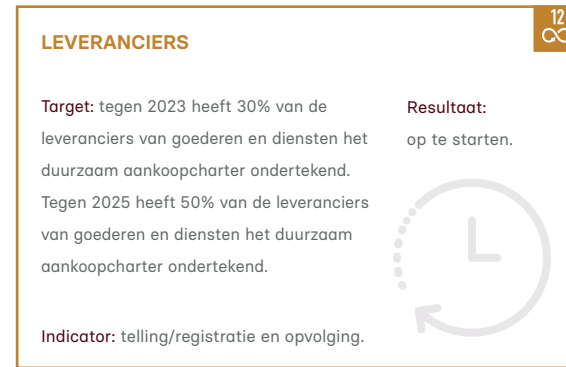 12
LEVERANCIERS
Target: tegen 2023 heeft 30% van de
leveranciers van goederen en diensten het
duurzaam aankoopcharter ondertekend.
Tegen 2025 heeft 50% van de leveranciers
van goederen en diensten het duurzaam
aankoopcharter ondertekend.
Indicator: telling/registratie en opvolging.
Resultaat:
op te starten.